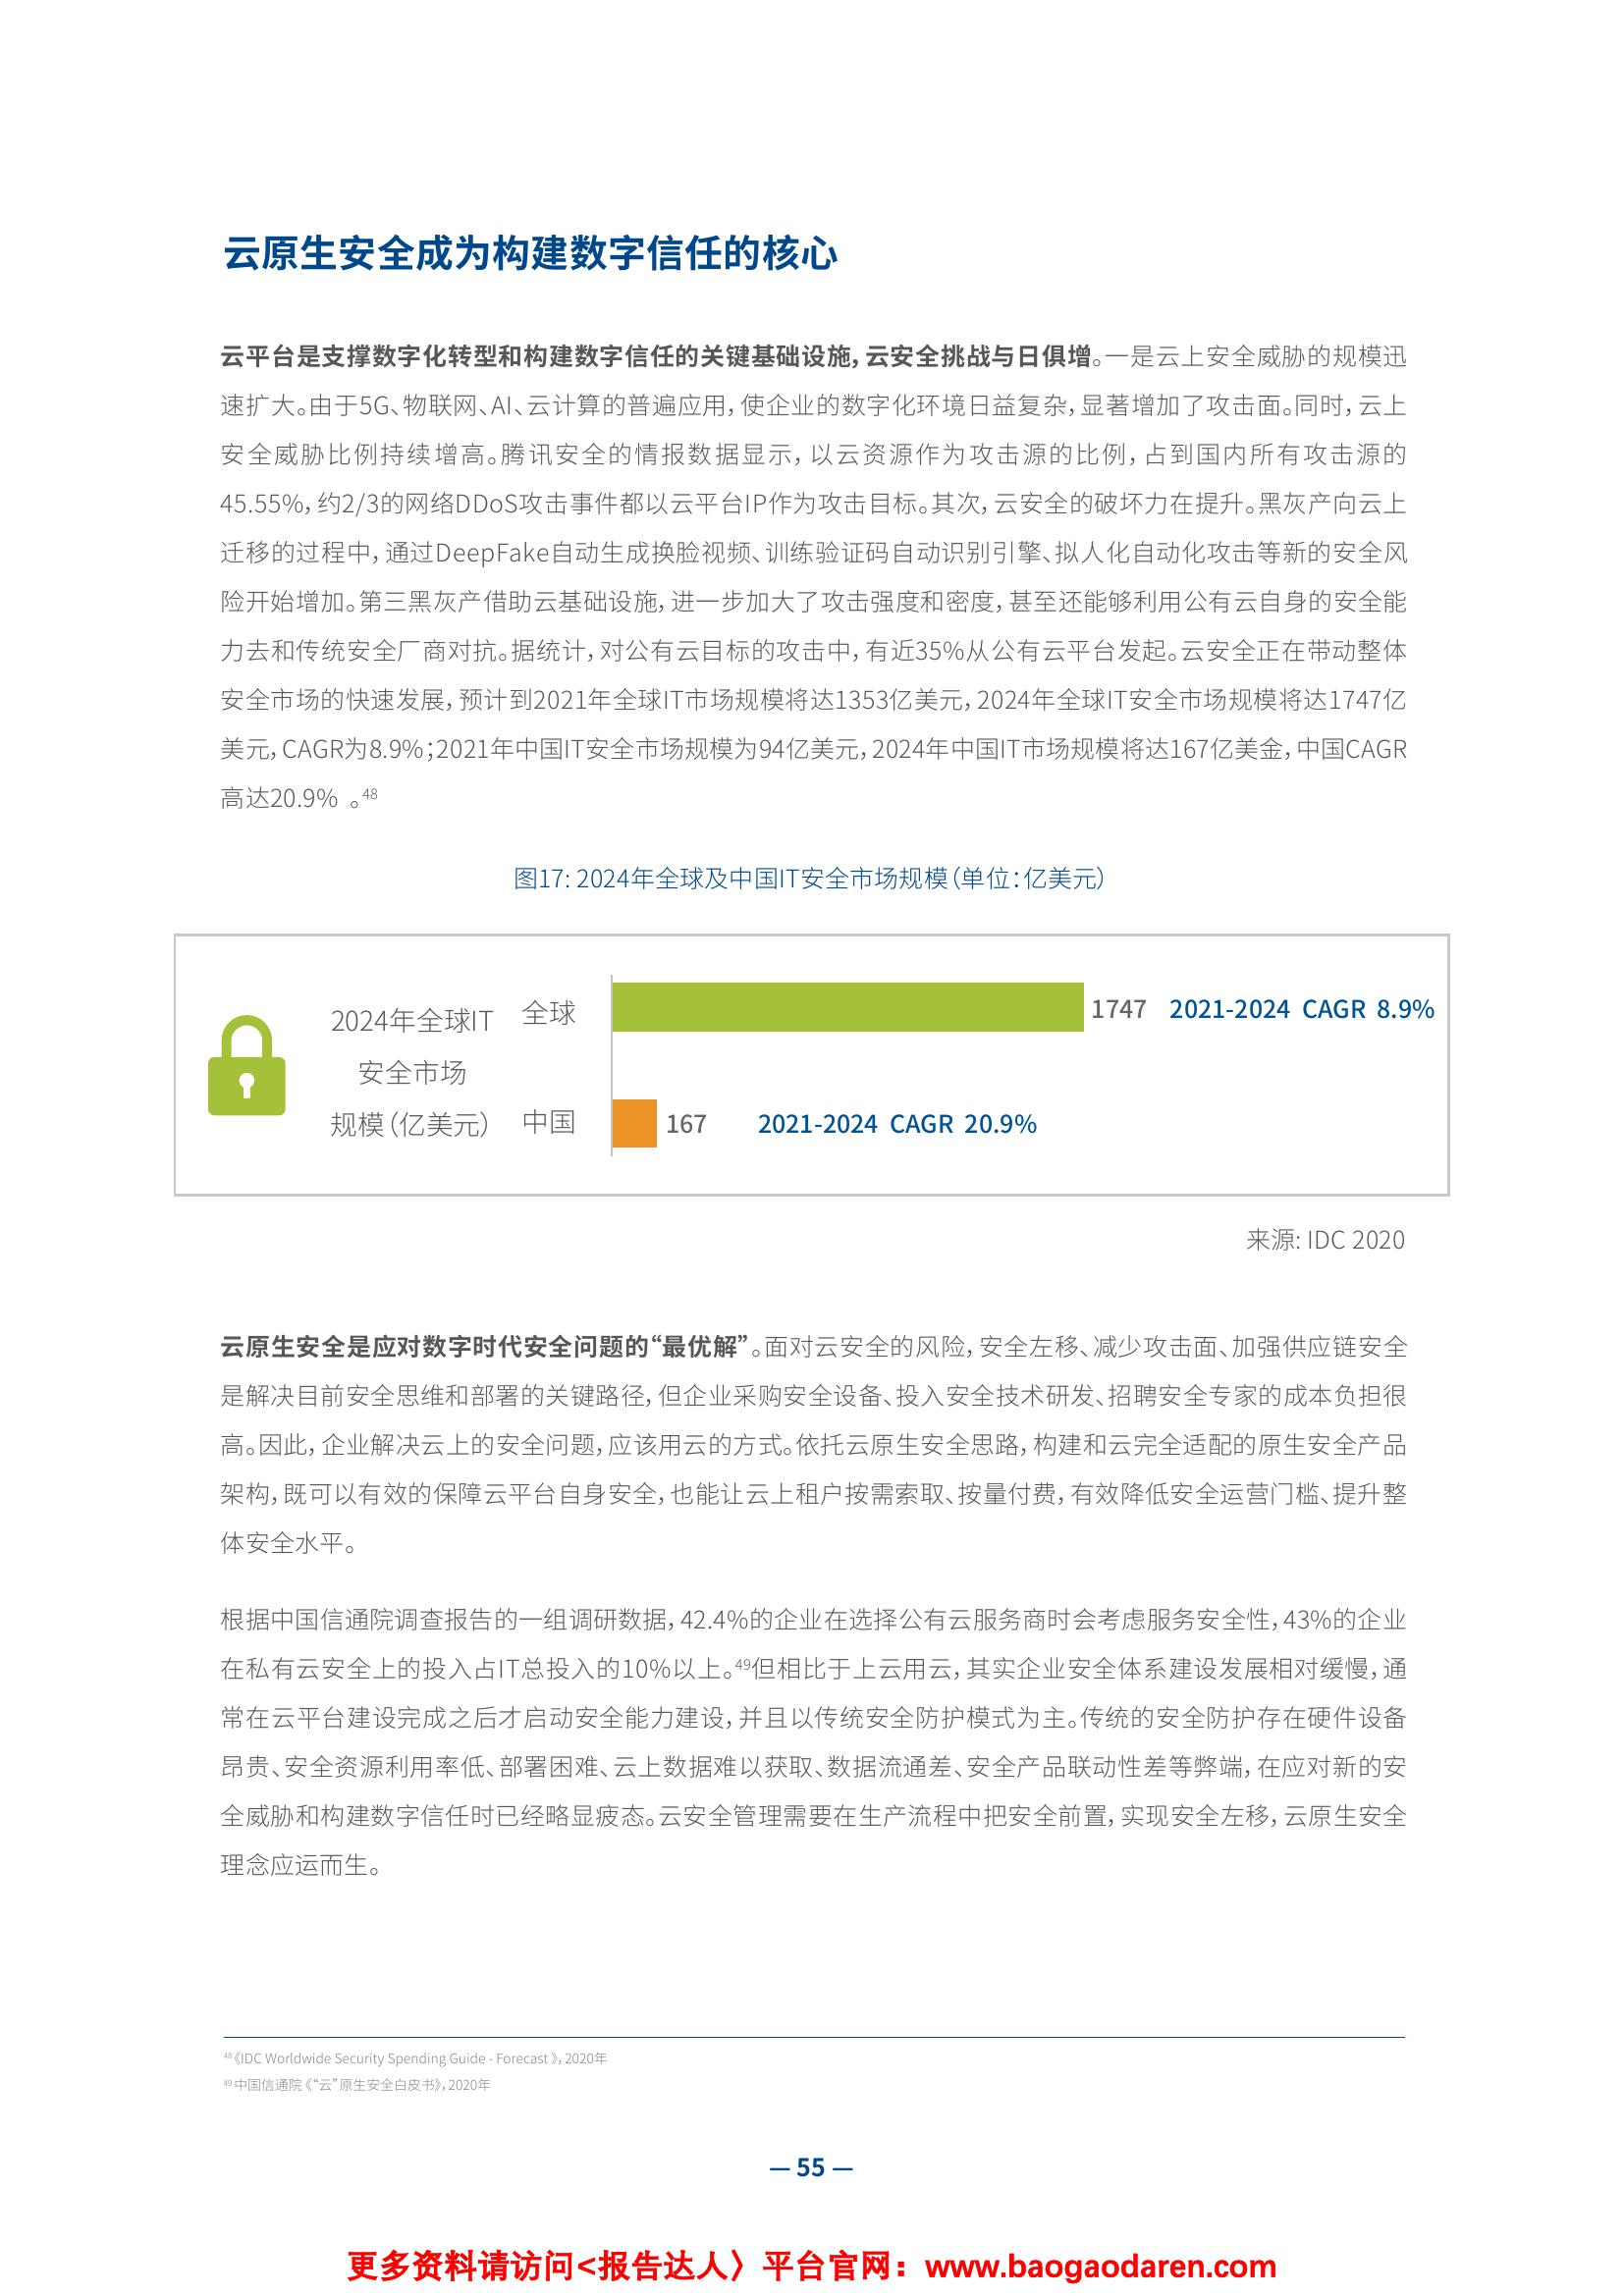 云原生安全成为构建数字信任的核心
云平台是支撑数字化转型和构建数字信任的关键基础设施，云安全挑战与日俱增。一是云上安全威胁的规模迅
速扩大。由于5G、物联网、AI、云计算的普遍应用，使企业的数字化环境日益复杂，显著增加了攻击面。同时，云上
安全威胁比例持续增高。腾讯安全的情报数据显示，以云资源作为攻击源的比例，占到国内所有攻击源的
45.55%，约2/3的网络DDoS攻击事件都以云平台IP作为攻击目标。其次，云安全的破坏力在提升。黑灰产向云上
迁移的过程中，通过DeepFake自动生成换脸视频、训练验证码自动识别引擎、拟人化自动化攻击等新的安全风
险开始增加。第三黑灰产借助云基础设施，进一步加大了攻击强度和密度，甚至还能够利用公有云自身的安全能
力去和传统安全厂商对抗。据统计，对公有云目标的攻击中，有近35%从公有云平台发起。云安全正在带动整体
安全市场的快速发展，预计到2021年全球IT市场规模将达1353亿美元，2024年全球IT安全市场规模将达1747亿
美元，CAGR为8.9%；2021年中国IT安全市场规模为94亿美元，2024年中国IT市场规模将达167亿美金，中国CAGR
高达20.9% 。48
图17: 2024年全球及中国IT安全市场规模（单位：亿美元）
2024年全球IT
安全市场
规模（亿美元）
全球 1747 2021-2024 CAGR 8.9%
中国 167 2021-2024 CAGR 20.9%
来源: IDC 2020
云原生安全是应对数字时代安全问题的“最优解”。面对云安全的风险，安全左移、减少攻击面、加强供应链安全
是解决目前安全思维和部署的关键路径，但企业采购安全设备、投入安全技术研发、招聘安全专家的成本负担很
高。因此，企业解决云上的安全问题，应该用云的方式。依托云原生安全思路，构建和云完全适配的原生安全产品
架构，既可以有效的保障云平台自身安全，也能让云上租户按需索取、按量付费，有效降低安全运营门槛、提升整
体安全水平。
根据中国信通院调查报告的一组调研数据，42.4%的企业在选择公有云服务商时会考虑服务安全性，43%的企业
在私有云安全上的投入占IT总投入的10%以上。49但相比于上云用云，其实企业安全体系建设发展相对缓慢，通
常在云平台建设完成之后才启动安全能力建设，并且以传统安全防护模式为主。传统的安全防护存在硬件设备
昂贵、安全资源利用率低、部署困难、云上数据难以获取、数据流通差、安全产品联动性差等弊端，在应对新的安
全威胁和构建数字信任时已经略显疲态。云安全管理需要在生产流程中把安全前置，实现安全左移，云原生安全
理念应运而生。
48《IDC Worldwide Security Spending Guide - Forecast 》，2020年
49 中国信通院《“云”原生安全白皮书》，2020年
— 55 —
更多资料请访问<报告达人〉平台官网：www.baogaodaren.com